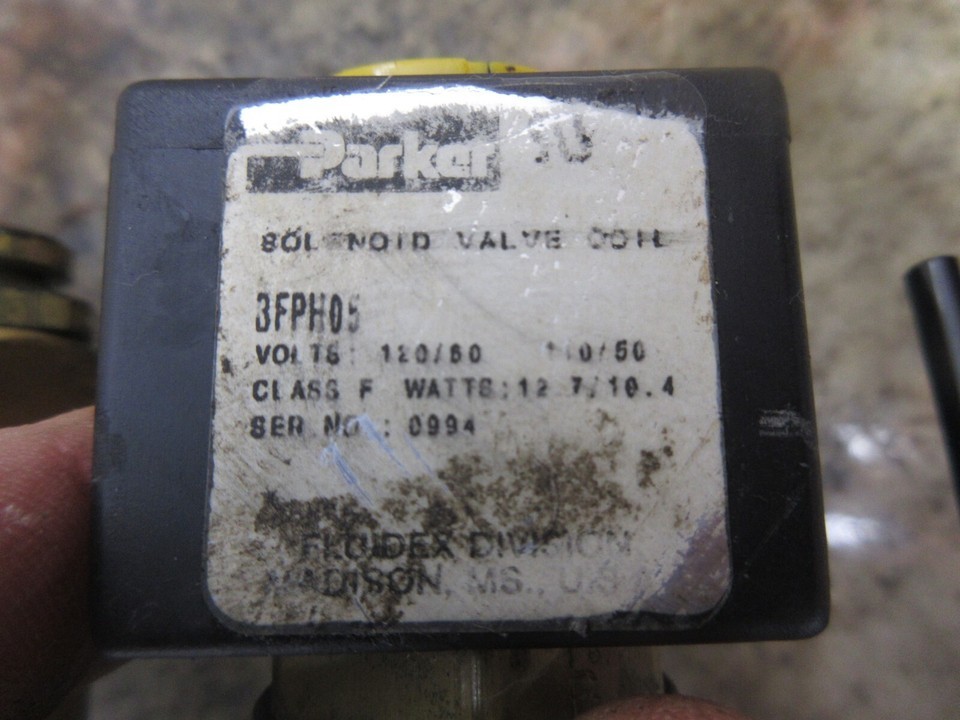 Parker
SOLENOID VALVE COIL
3FPH05
VOLTS: 120/60 110/50
CLASS F WATTS:12.7/10.4
SER NO.: 0994
FLUIDEX DIVISION
MADISON, MS., U.S.